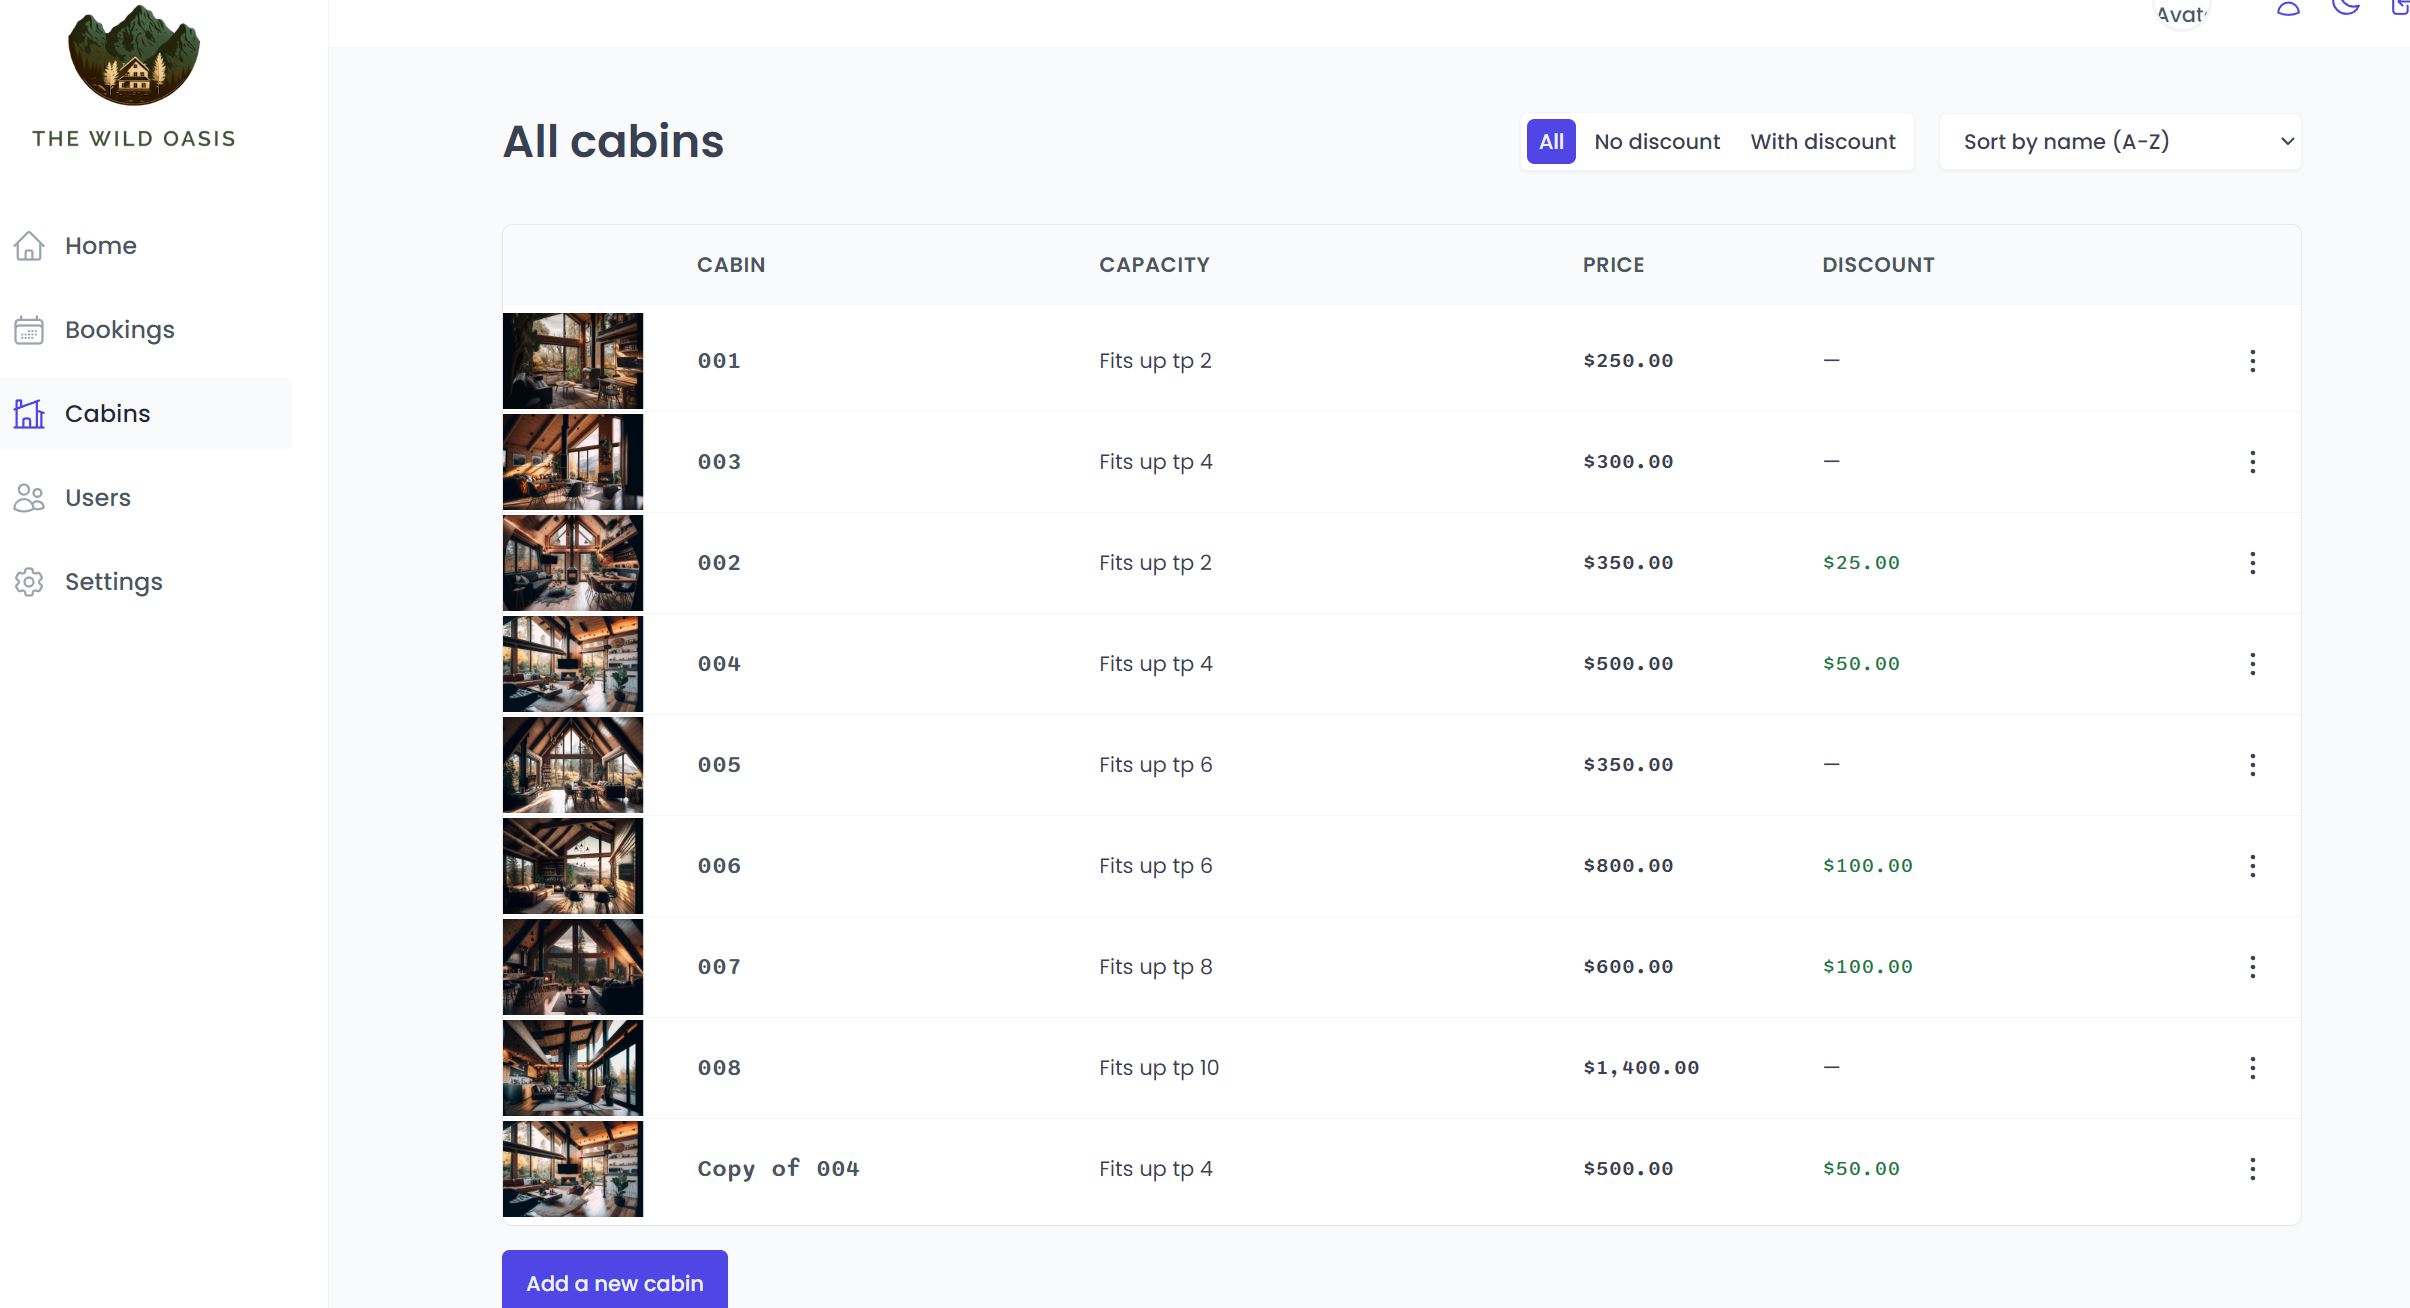 THE WILD OASIS
Home
Bookings
Cabins
Users
Settings
All cabins
All No discount With discount Sort by name (A-Z)
CABIN CAPACITY PRICE DISCOUNT
001 Fits up tp 2 $250.00 —
003 Fits up tp 4 $300.00 —
002 Fits up tp 2 $350.00 $25.00
004 Fits up tp 4 $500.00 $50.00
005 Fits up tp 6 $350.00 —
006 Fits up tp 6 $800.00 $100.00
007 Fits up tp 8 $600.00 $100.00
008 Fits up tp 10 $1,400.00 —
Copy of 004 Fits up tp 4 $500.00 $50.00
Add a new cabin